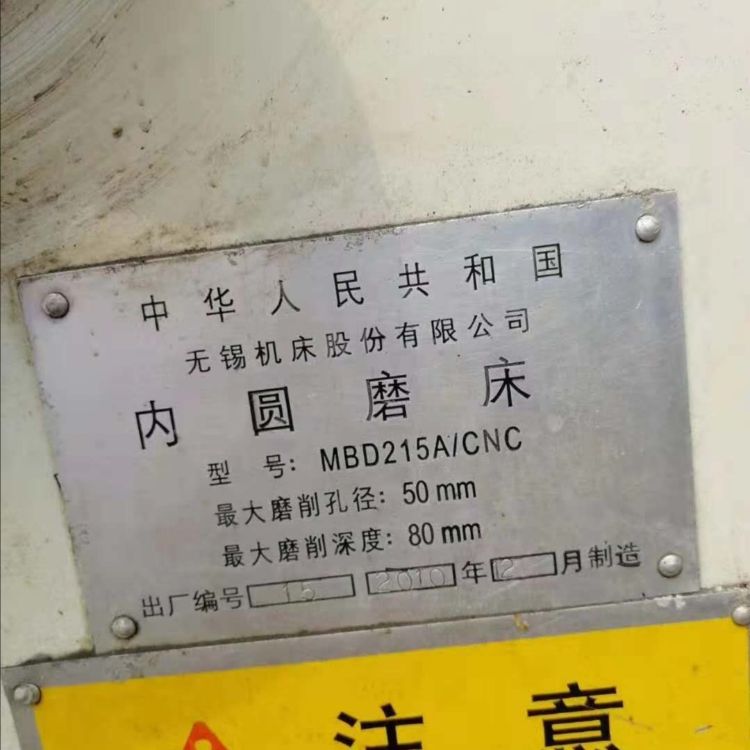 中华人民共和国
无锡机床股份有限公司
内圆磨床
型号: MBD215A/CNC
最大磨削孔径: 50 mm
最大磨削深度: 80 mm
出厂编号 15 2010 年 12 月制造
注意